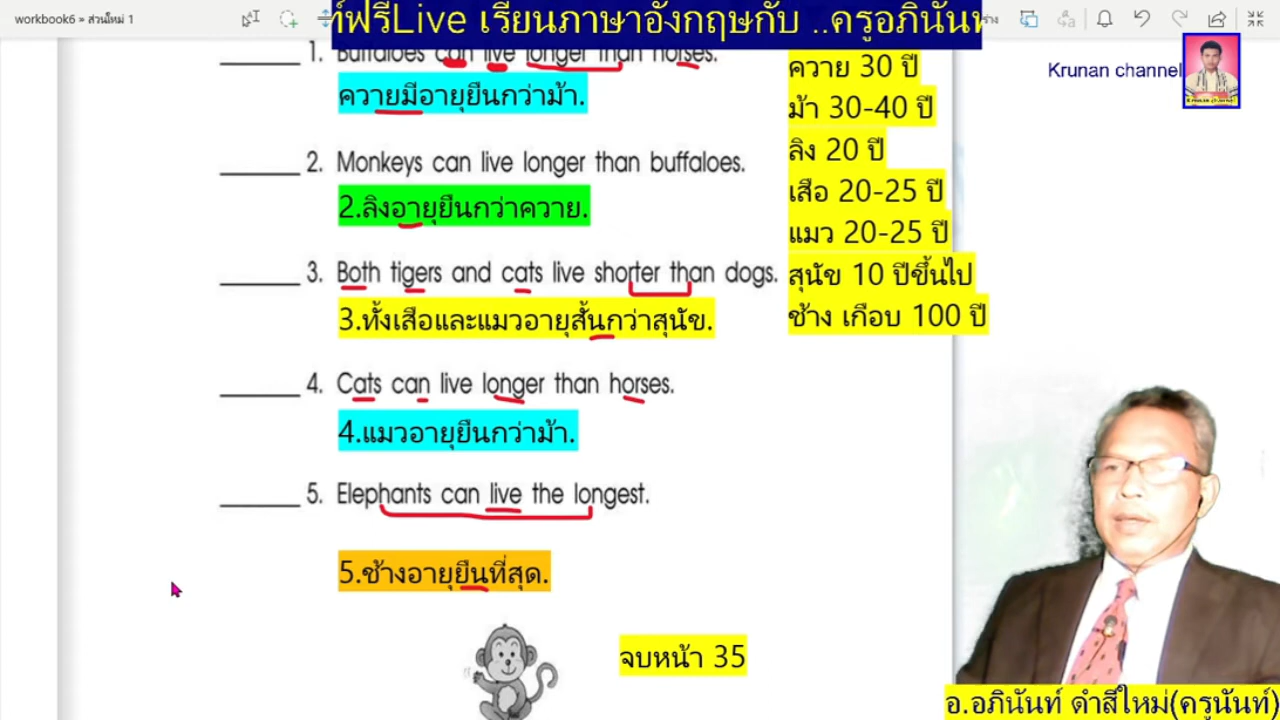 workbook6 » ส่วนใหม่ 1
ท์ฟรีLive เรียนภาษาอังกฤษกับ ..ครูอภินันท์
Krunan channel
1. Buffaloes can live longer than horses.
ความมีอายุยืนกว่าม้า.
2. Monkeys can live longer than buffaloes.
2.ลิงอายุยืนกว่าควาย.
3. Both tigers and cats live shorter than dogs.
3.ทั้งเสือและแมวอายุสั้นกว่าสุนัข.
4. Cats can live longer than horses.
4.แมวอายุยืนกว่าม้า.
5. Elephants can live the longest.
5.ช้างอายุยืนที่สุด.
ควาย 30 ปี
ม้า 30-40 ปี
ลิง 20 ปี
เสือ 20-25 ปี
แมว 20-25 ปี
สุนัข 10 ปีขึ้นไป
ช้าง เกือบ 100 ปี
จบหน้า 35
อ.อภินันท์ ดำสีใหม่(ครูนันท์)